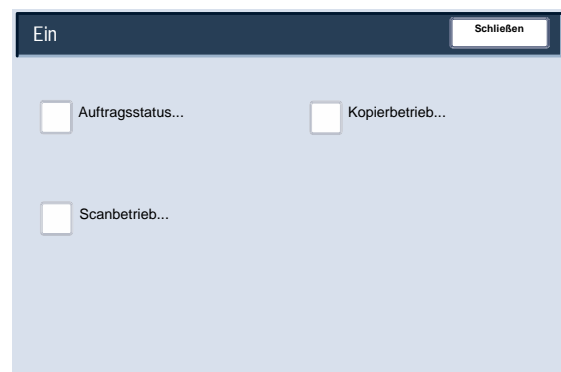 Ein
Schließen
Auftragsstatus...
Kopierbetrieb...
Scanbetrieb...